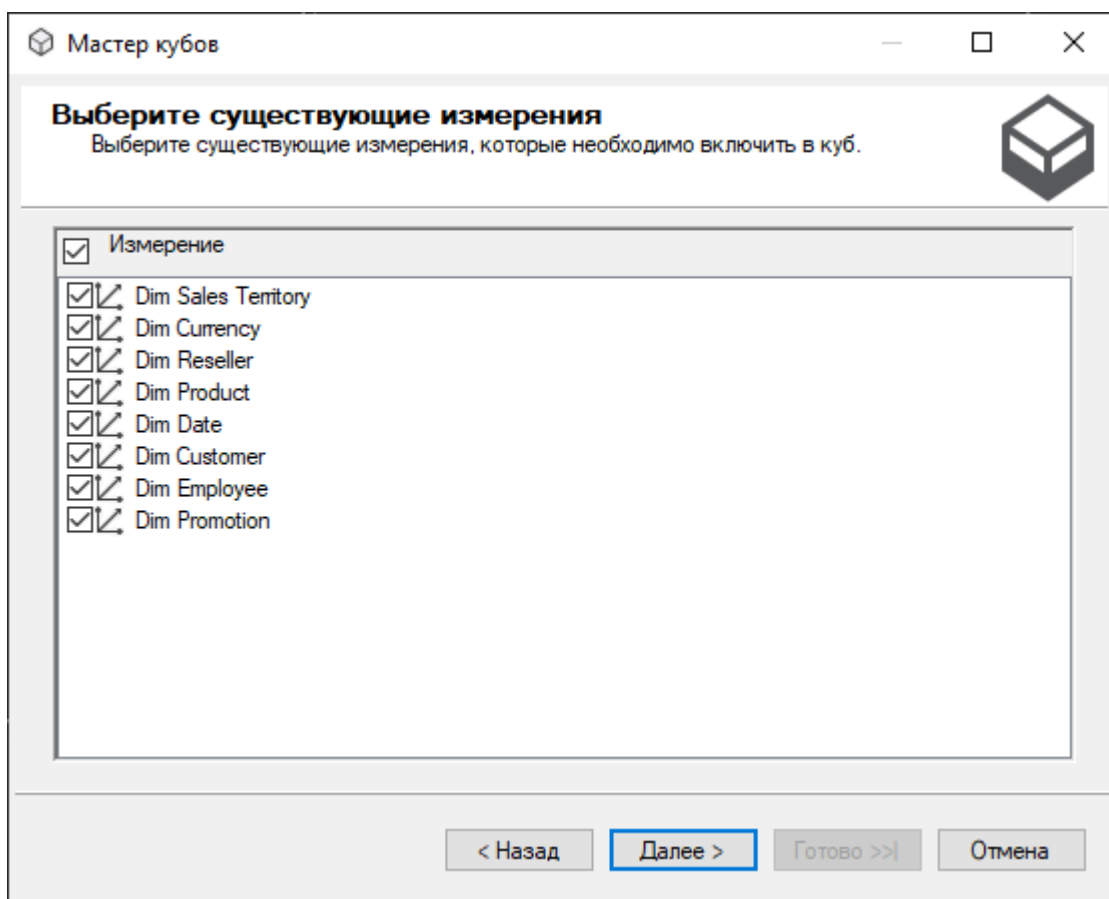 Мастер кубов
Выберите существующие измерения
Выберите существующие измерения, которые необходимо включить в куб.
Измерение
Dim Sales Territory
Dim Currency
Dim Reseller
Dim Product
Dim Date
Dim Customer
Dim Employee
Dim Promotion
< Назад
Далее >
Готово >>|
Отмена